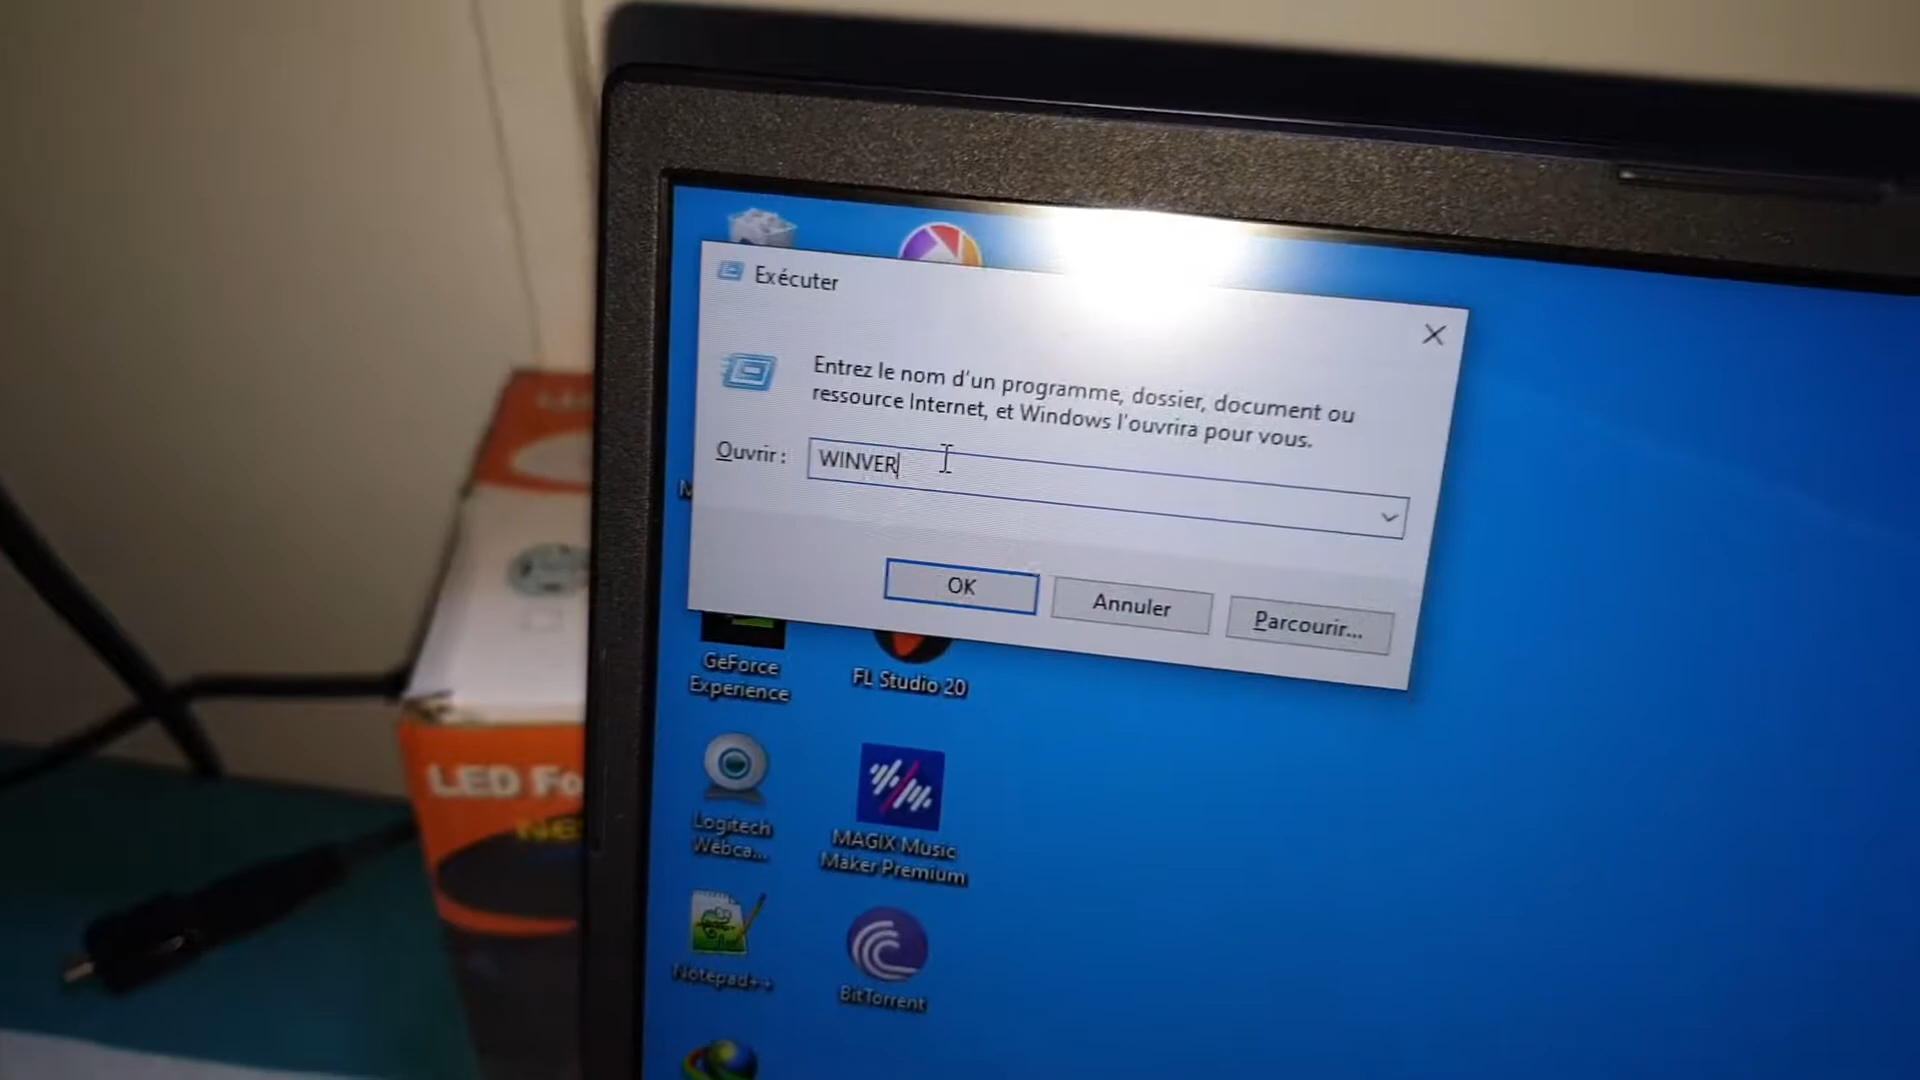 Exécuter
Entrez le nom d'un programme, dossier, document ou
ressource Internet, et Windows l'ouvrira pour vous.
Ouvrir :
WINVER
OK
Annuler
Parcourir...
GeForce
Experience
FL Studio 20
Logitech
Webca...
MAGIX Music
Maker Premium
Notepad++
BitTorrent
LED Fo
NE